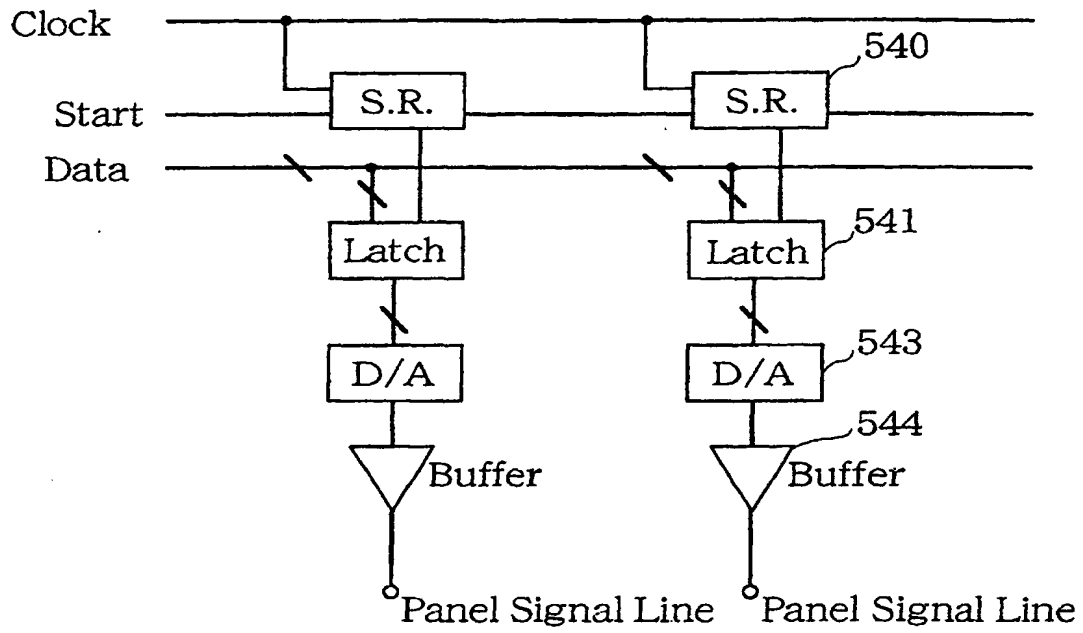 Clock
540
S.R. S.R.
Start
Data
541
Latch Latch
543
D/A D/A
544
Buffer Buffer
Panel Signal Line Panel Signal Line